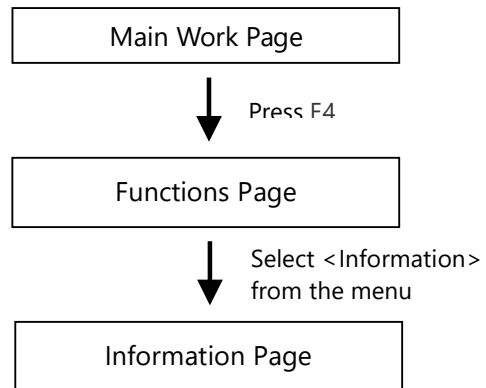 Main Work Page
Press F4
Functions Page
Select <Information>
from the menu
Information Page